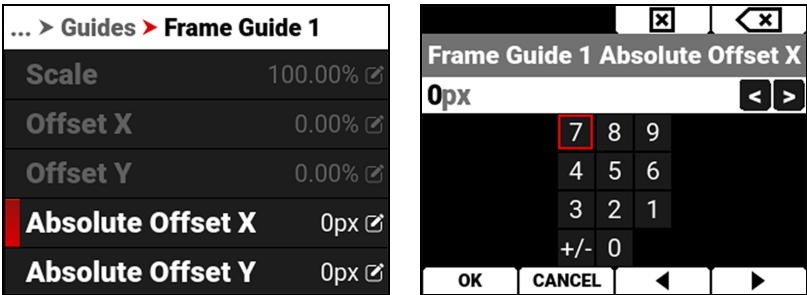 ... > Guides > Frame Guide 1
Scale 100.00%
Offset X 0.00%
Offset Y 0.00%
Absolute Offset X 0px
Absolute Offset Y 0px
Frame Guide 1 Absolute Offset X
0px < >
7 8 9
4 5 6
3 2 1
+/- 0
OK CANCEL ◀ ▶